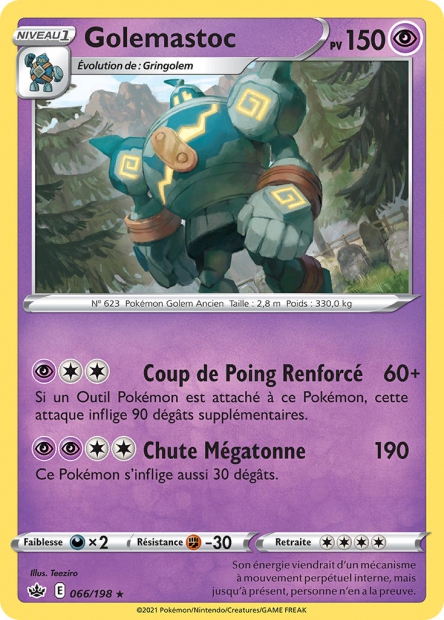 NIVEAU 1
Golemastoc
PV 150
Évolution de : Gringolem
N° 623 Pokémon Golem Ancien Taille : 2,8 m Poids : 330,0 kg
Coup de Poing Renforcé 60+
Si un Outil Pokémon est attaché à ce Pokémon, cette
attaque inflige 90 dégâts supplémentaires.
Chute Mégatonne 190
Ce Pokémon s'inflige aussi 30 dégâts.
Faiblesse ×2 Résistance -30 Retraite
Illus. Teeziro
E 066/198 ★
Son énergie viendrait d'un mécanisme
à mouvement perpétuel interne, mais
jusqu'à présent, personne n'en a la preuve.
©2021 Pokémon/Nintendo/Creatures/GAME FREAK